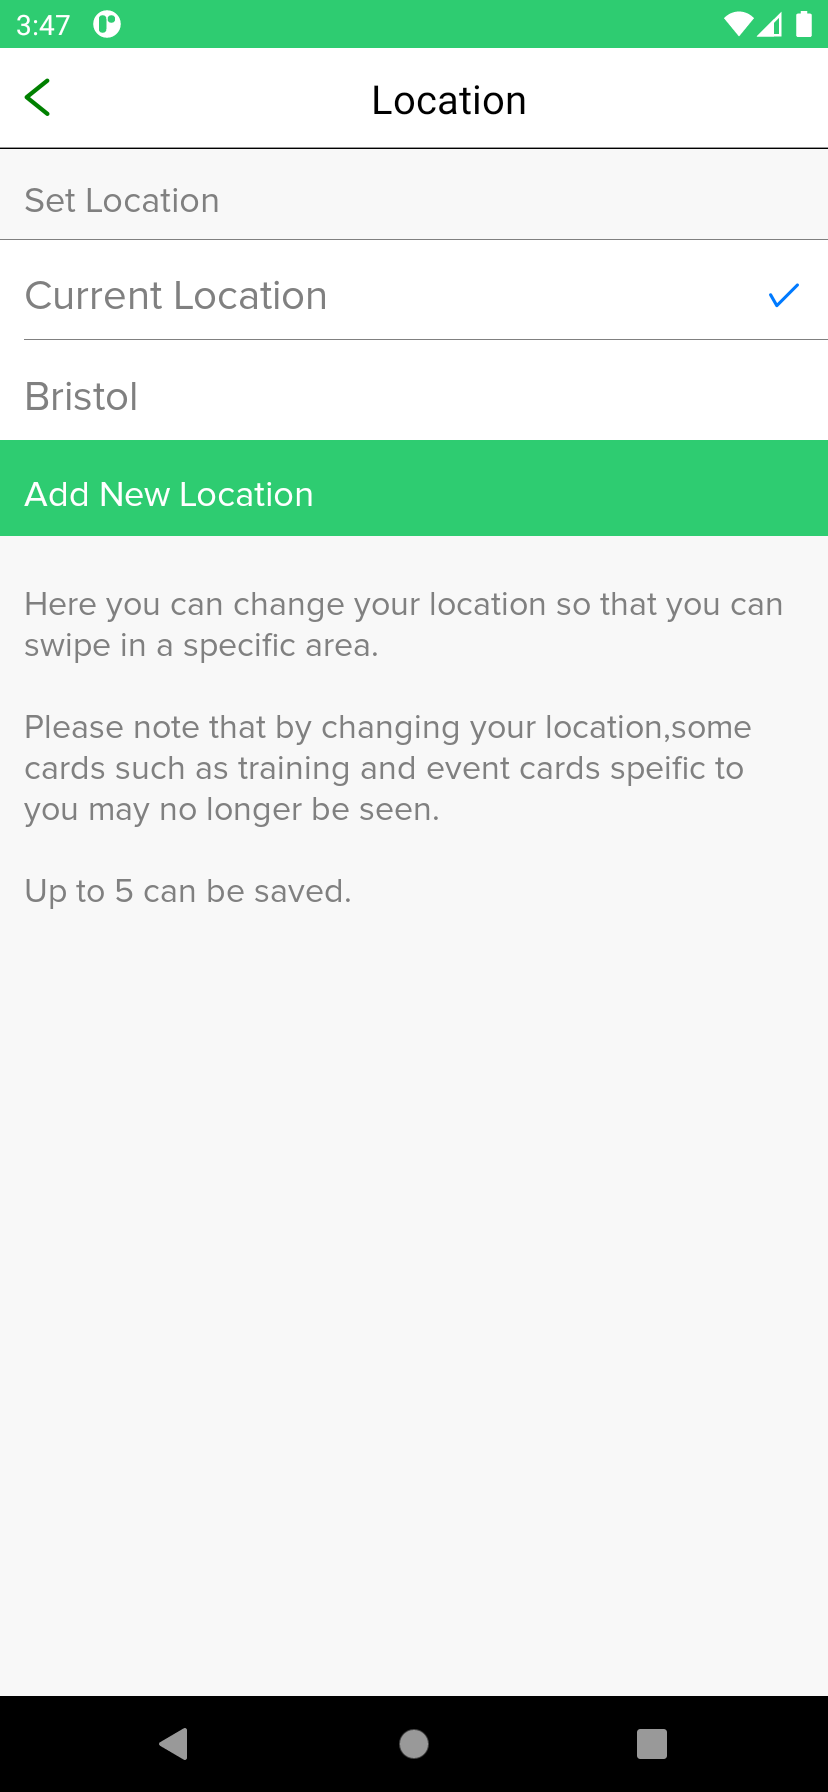 3:47
Location
Set Location
Current Location
Bristol
Add New Location
Here you can change your location so that you can
swipe in a specific area.
Please note that by changing your location,some
cards such as training and event cards speific to
you may no longer be seen.
Up to 5 can be saved.